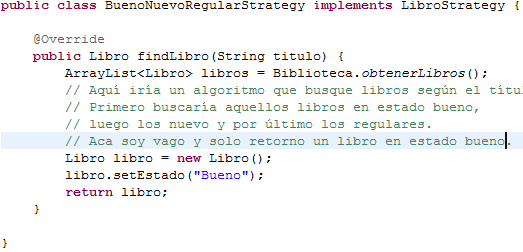 public class BuenoNuevoRegularStrategy implements LibroStrategy {
@Override
public Libro findLibro(String titulo) {
ArrayList<Libro> libros = Biblioteca.obtenerLibros();
// Aquí iría un algoritmo que busque libros según el títu
// Primero buscaría aquellos libros en estado bueno,
// luego los nuevo y por último los regulares.
// Aca soy vago y solo retorno un libro en estado bueno.
Libro libro = new Libro();
libro.setEstado("Bueno");
return libro;
}
}